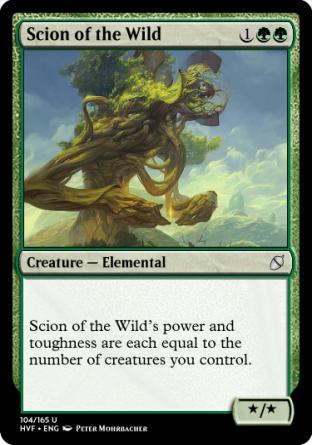 Scion of the Wild 1
Creature — Elemental
Scion of the Wild's power and
toughness are each equal to the
number of creatures you control.
*/*
104/165 U
HVF • ENG Peter Mohrbacher